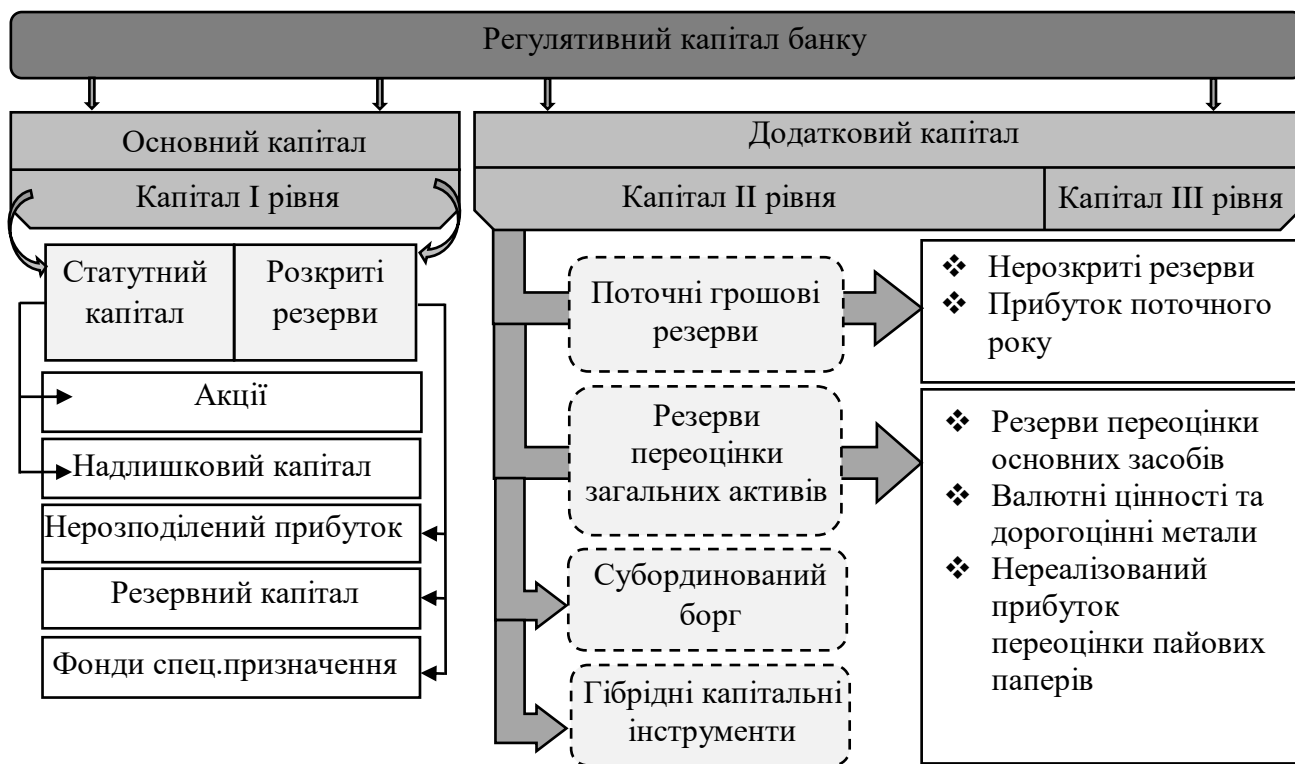 Регулятивний капітал банку
Основний капітал
Капітал І рівня
Статутний
капітал
Розкриті
резерви
Акції
Надлишковий капітал
Нерозподілений прибуток
Резервний капітал
Фонди спец.призначення
Додатковий капітал
Капітал ІІ рівня
Капітал ІІІ рівня
Поточні грошові
резерви
❖ Нерозкриті резерви
❖ Прибуток поточного
року
Резерви
переоцінки
загальних активів
❖ Резерви переоцінки
основних засобів
❖ Валютні цінності та
дорогоцінні метали
❖ Нереалізований
прибуток
переоцінки пайових
паперів
Субординований
борг
Гібрідні капітальні
інструменти